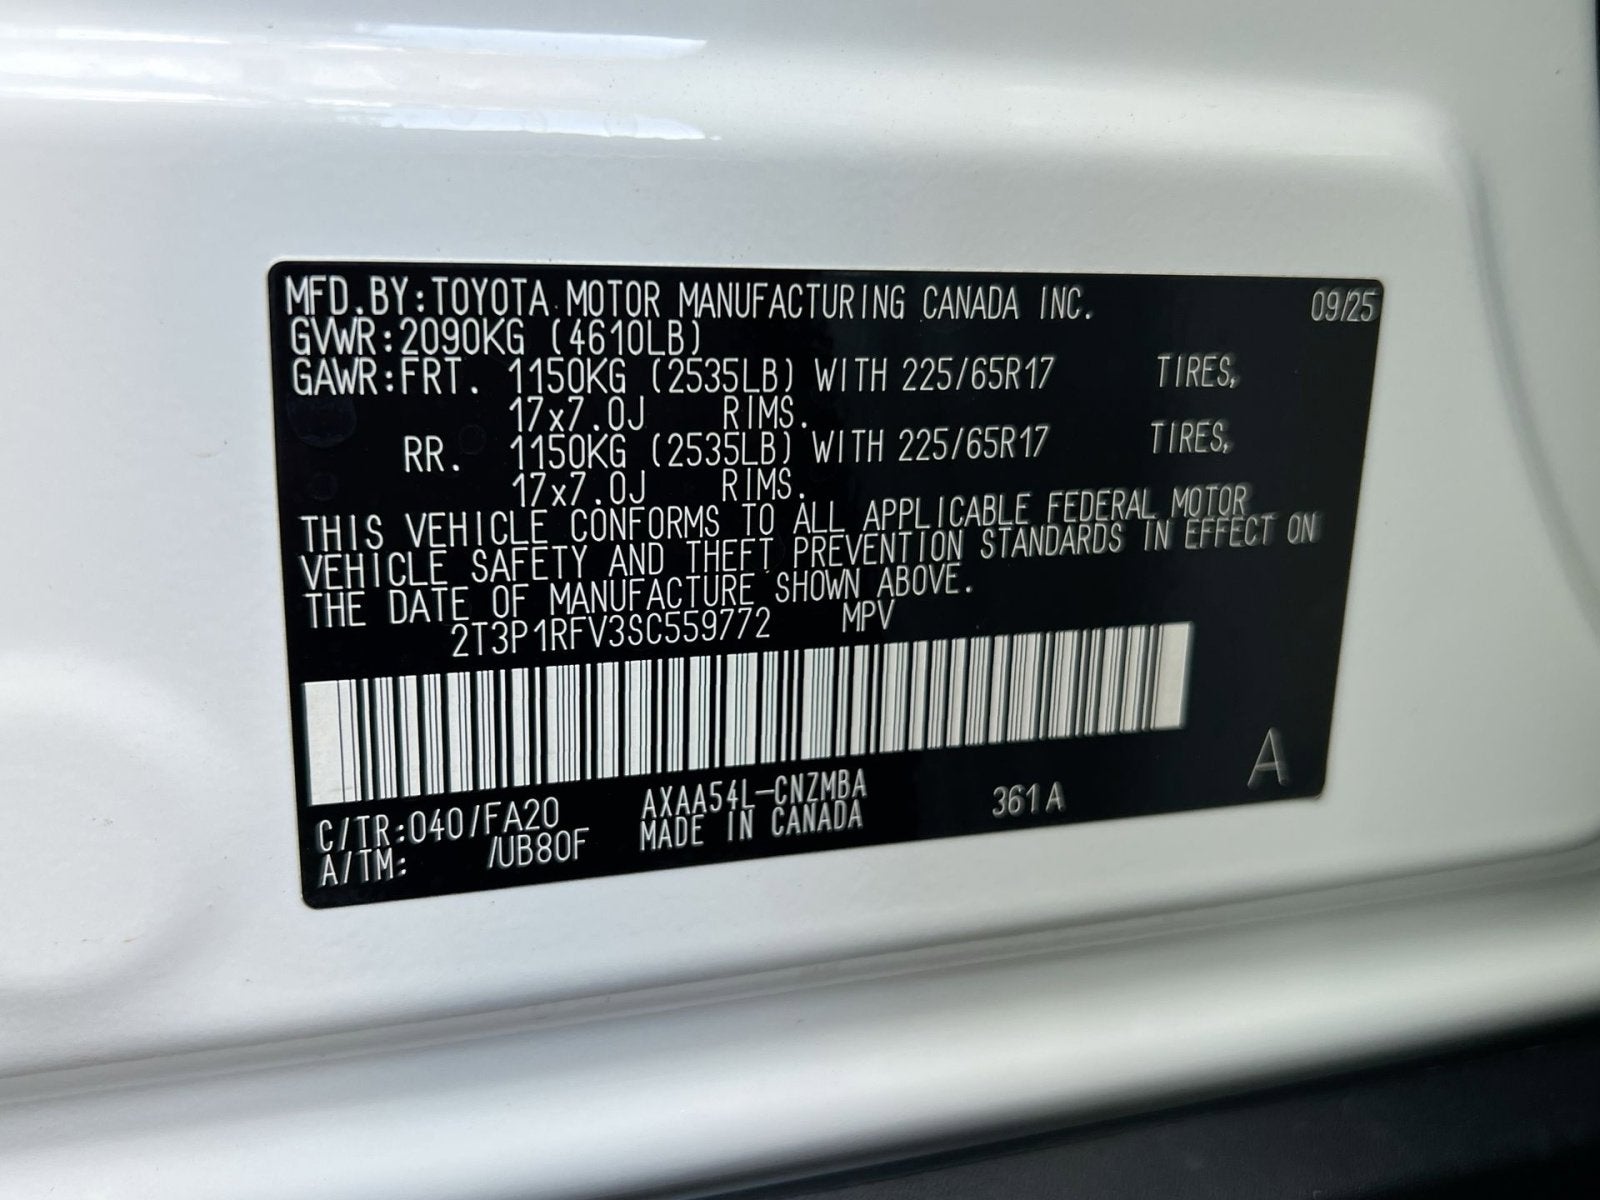 MFD.BY:TOYOTA MOTOR MANUFACTURING CANADA INC. 09/25
GVWR:2090KG (4610LB)
GAWR:FRT. 1150KG (2535LB) WITH 225/65R17 TIRES,
17x7.0J RIMS.
RR. 1150KG (2535LB) WITH 225/65R17 TIRES,
17x7.0J RIMS.
THIS VEHICLE CONFORMS TO ALL APPLICABLE FEDERAL MOTOR
VEHICLE SAFETY AND THEFT PREVENTION STANDARDS IN EFFECT ON
THE DATE OF MANUFACTURE SHOWN ABOVE.
2T3P1RFV3SC559772 MPV
A
C/TR:040/FA20 AXAA54L-CNZMBA 361A
A/TM: /UB80F MADE IN CANADA